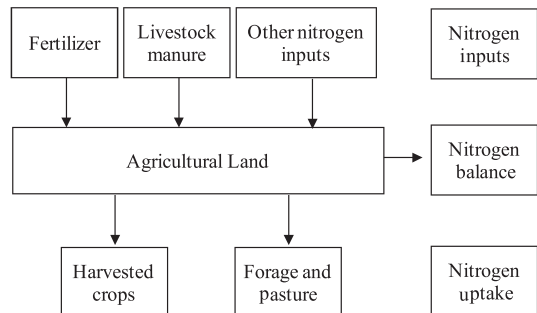 Fertilizer
Livestock
manure
Other nitrogen
inputs
Nitrogen
inputs
Agricultural Land
Nitrogen
balance
Harvested
crops
Forage and
pasture
Nitrogen
uptake